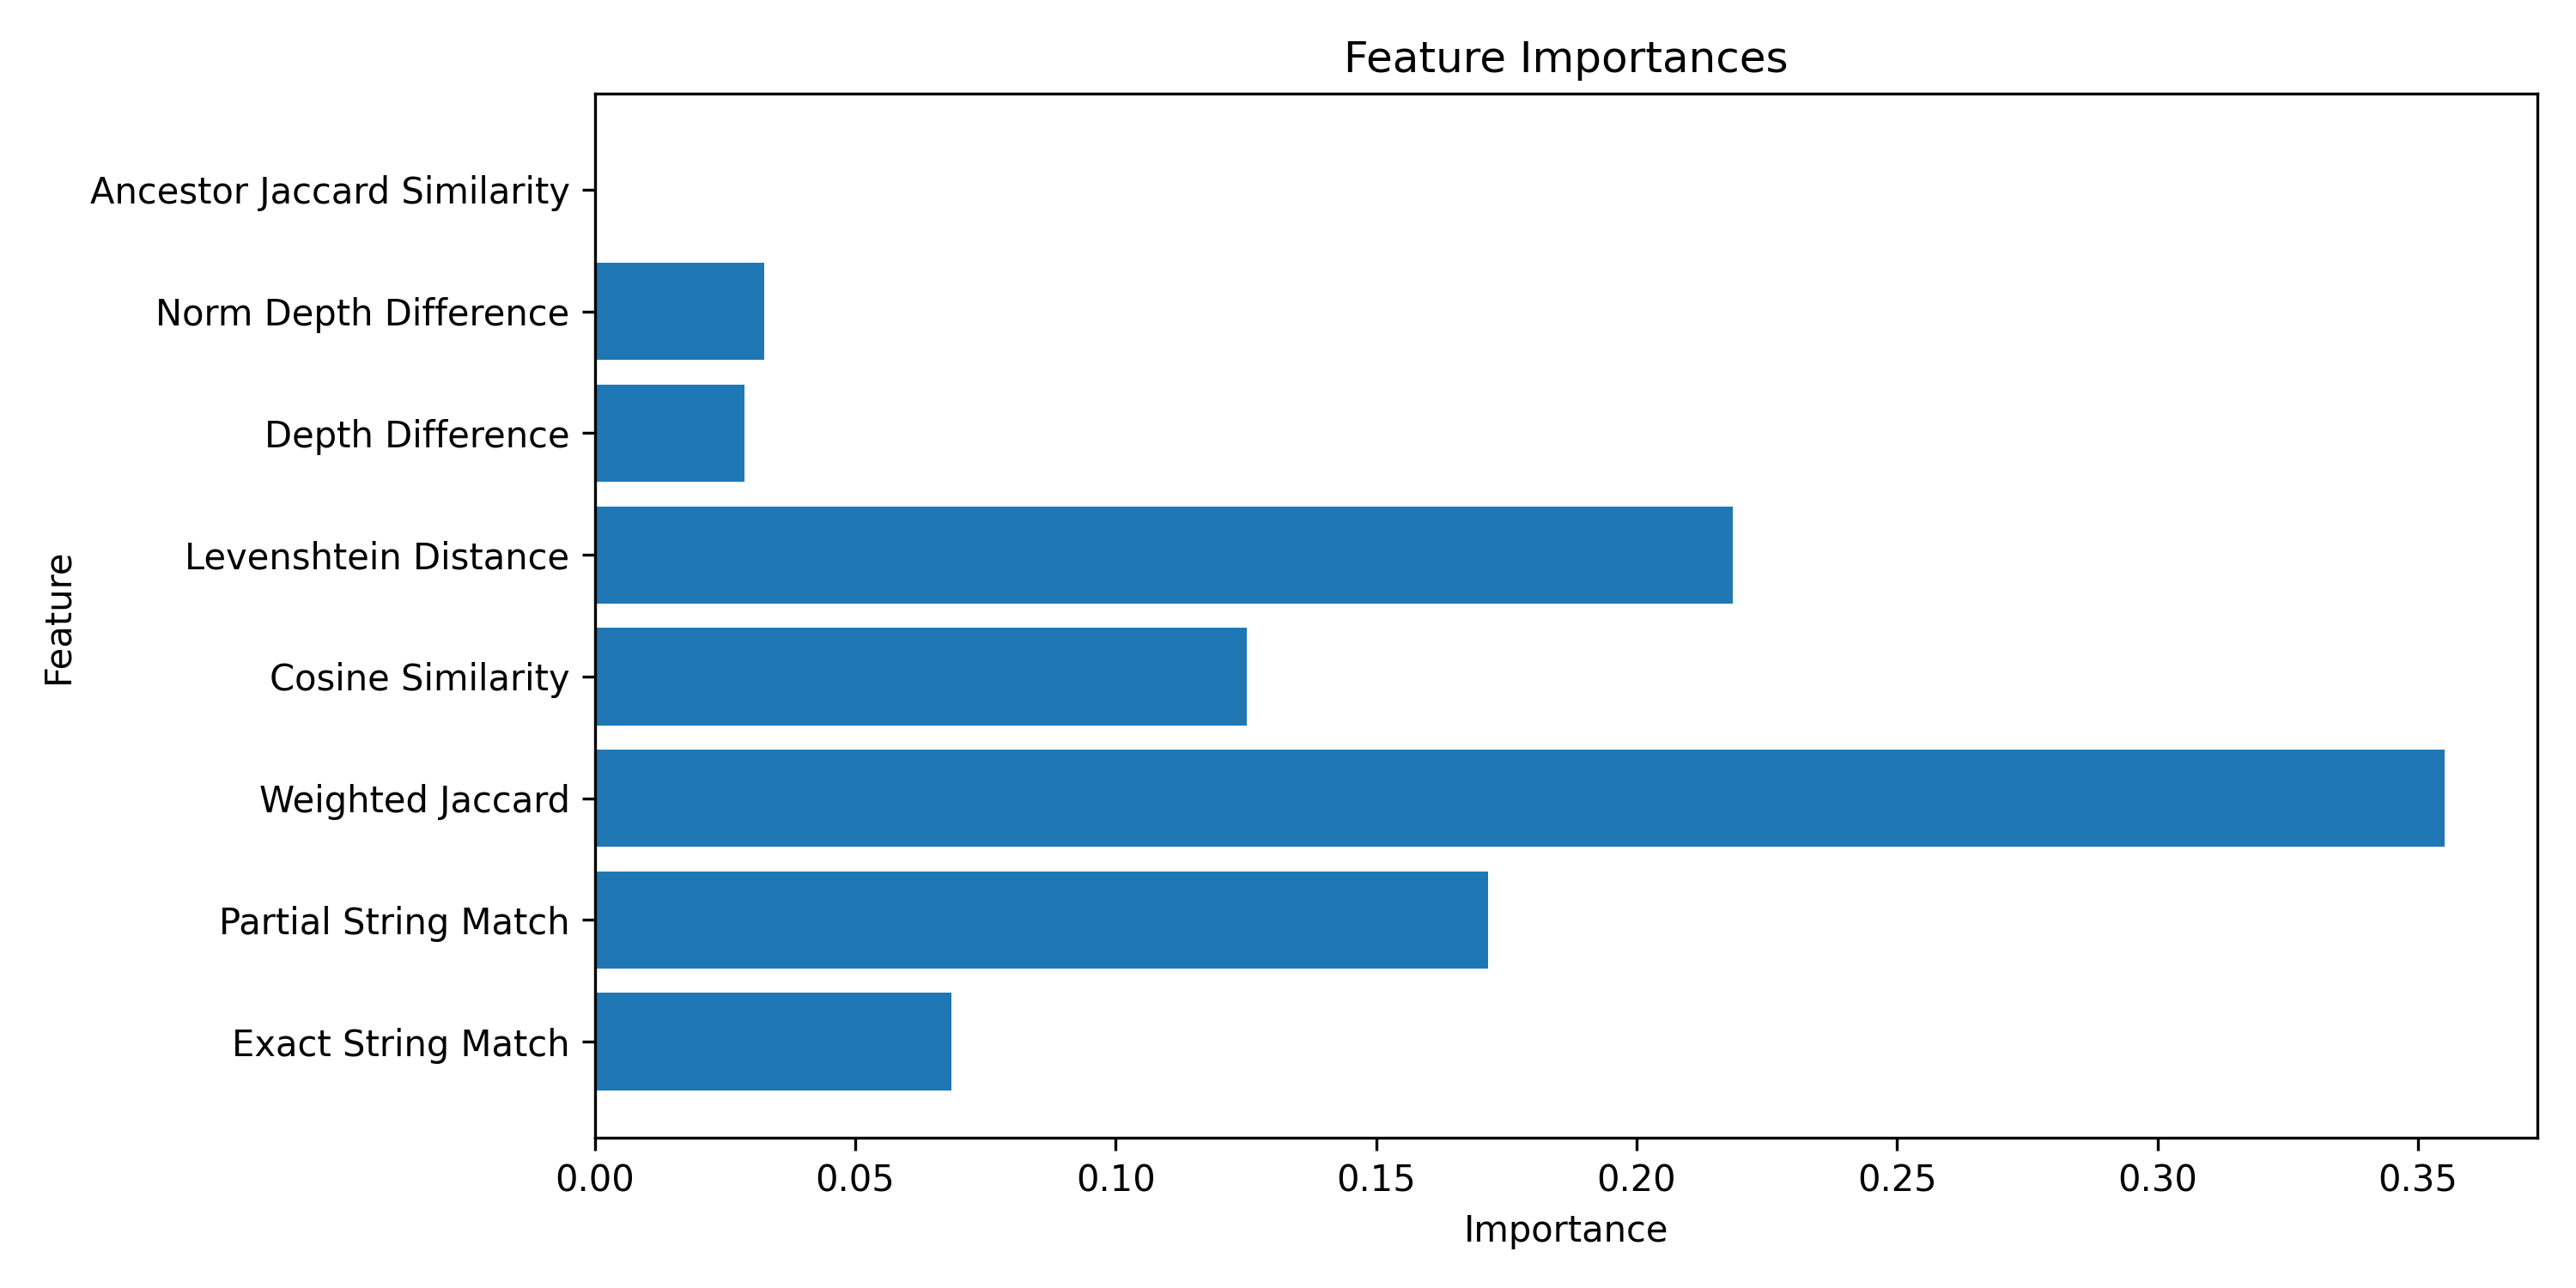 Feature Importances
Feature
Ancestor Jaccard Similarity
Norm Depth Difference
Depth Difference
Levenshtein Distance
Cosine Similarity
Weighted Jaccard
Partial String Match
Exact String Match
0.00 0.05 0.10 0.15 0.20 0.25 0.30 0.35
Importance